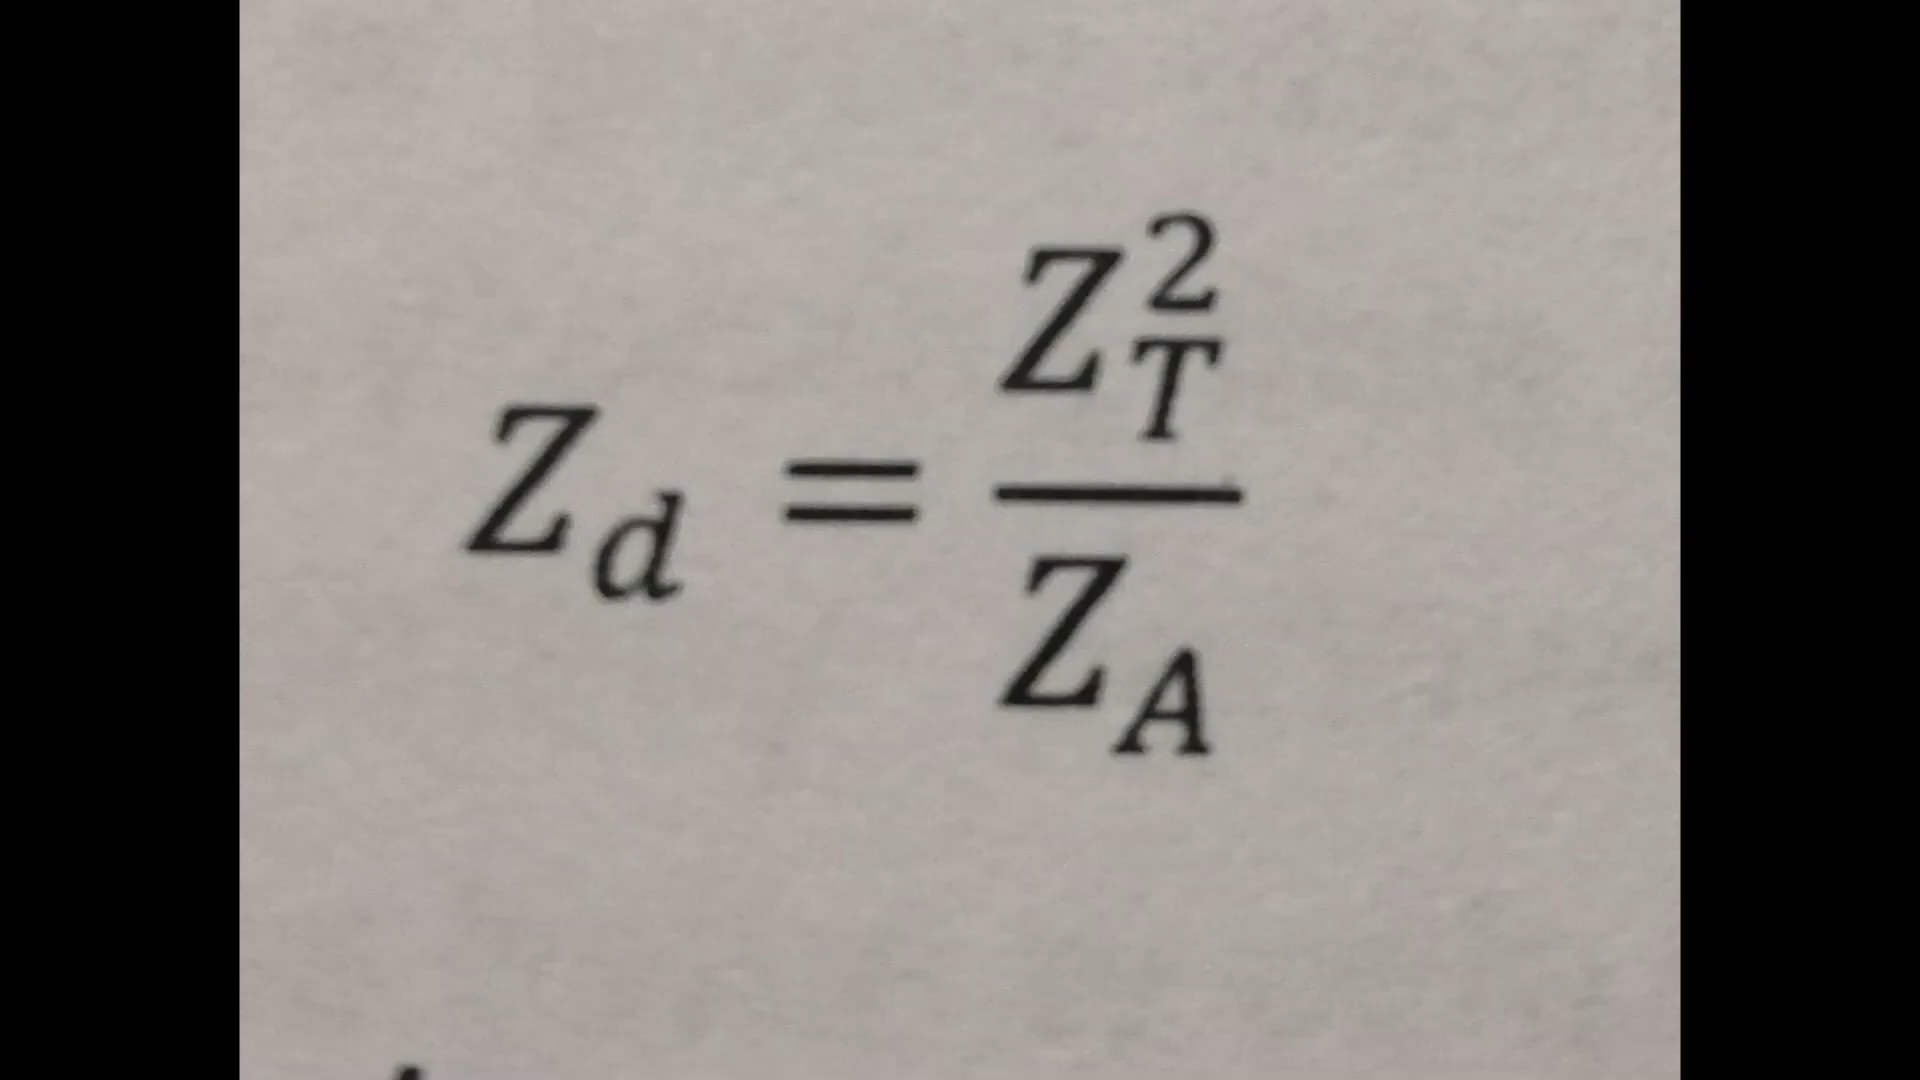 Z_d = Z_T^2 / Z_A